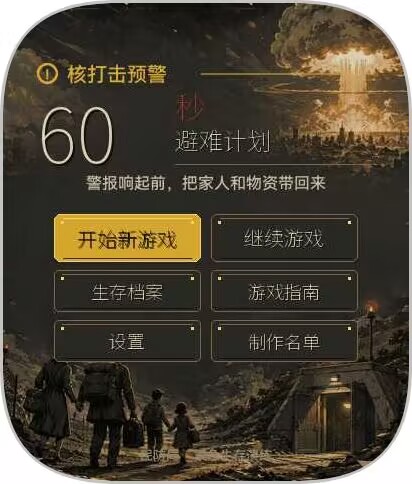 核打击预警
60
秒
避难计划
警报响起前，把家人和物资带回来
开始新游戏
继续游戏
生存档案
游戏指南
设置
制作名单